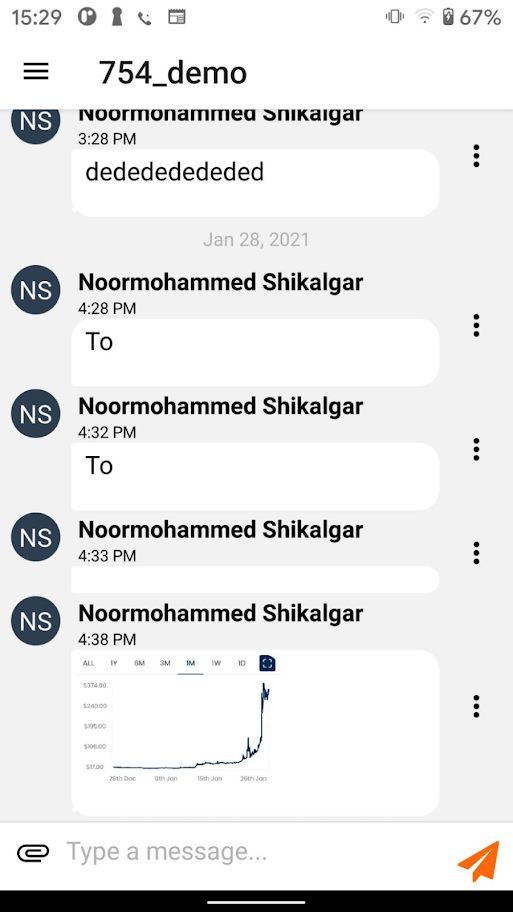 15:29
67%
754_demo
NS
Noormohammed Shikalgar
3:28 PM
dedededededed
Jan 28, 2021
NS
Noormohammed Shikalgar
4:28 PM
To
NS
Noormohammed Shikalgar
4:32 PM
To
NS
Noormohammed Shikalgar
4:33 PM
NS
Noormohammed Shikalgar
4:38 PM
ALL 1Y 6M 3M 1M 1W 1D
$374.00
$240.00
$195.00
$106.00
$17.00
28th Dec 9th Jan 15th Jan 26th Jan
Type a message...